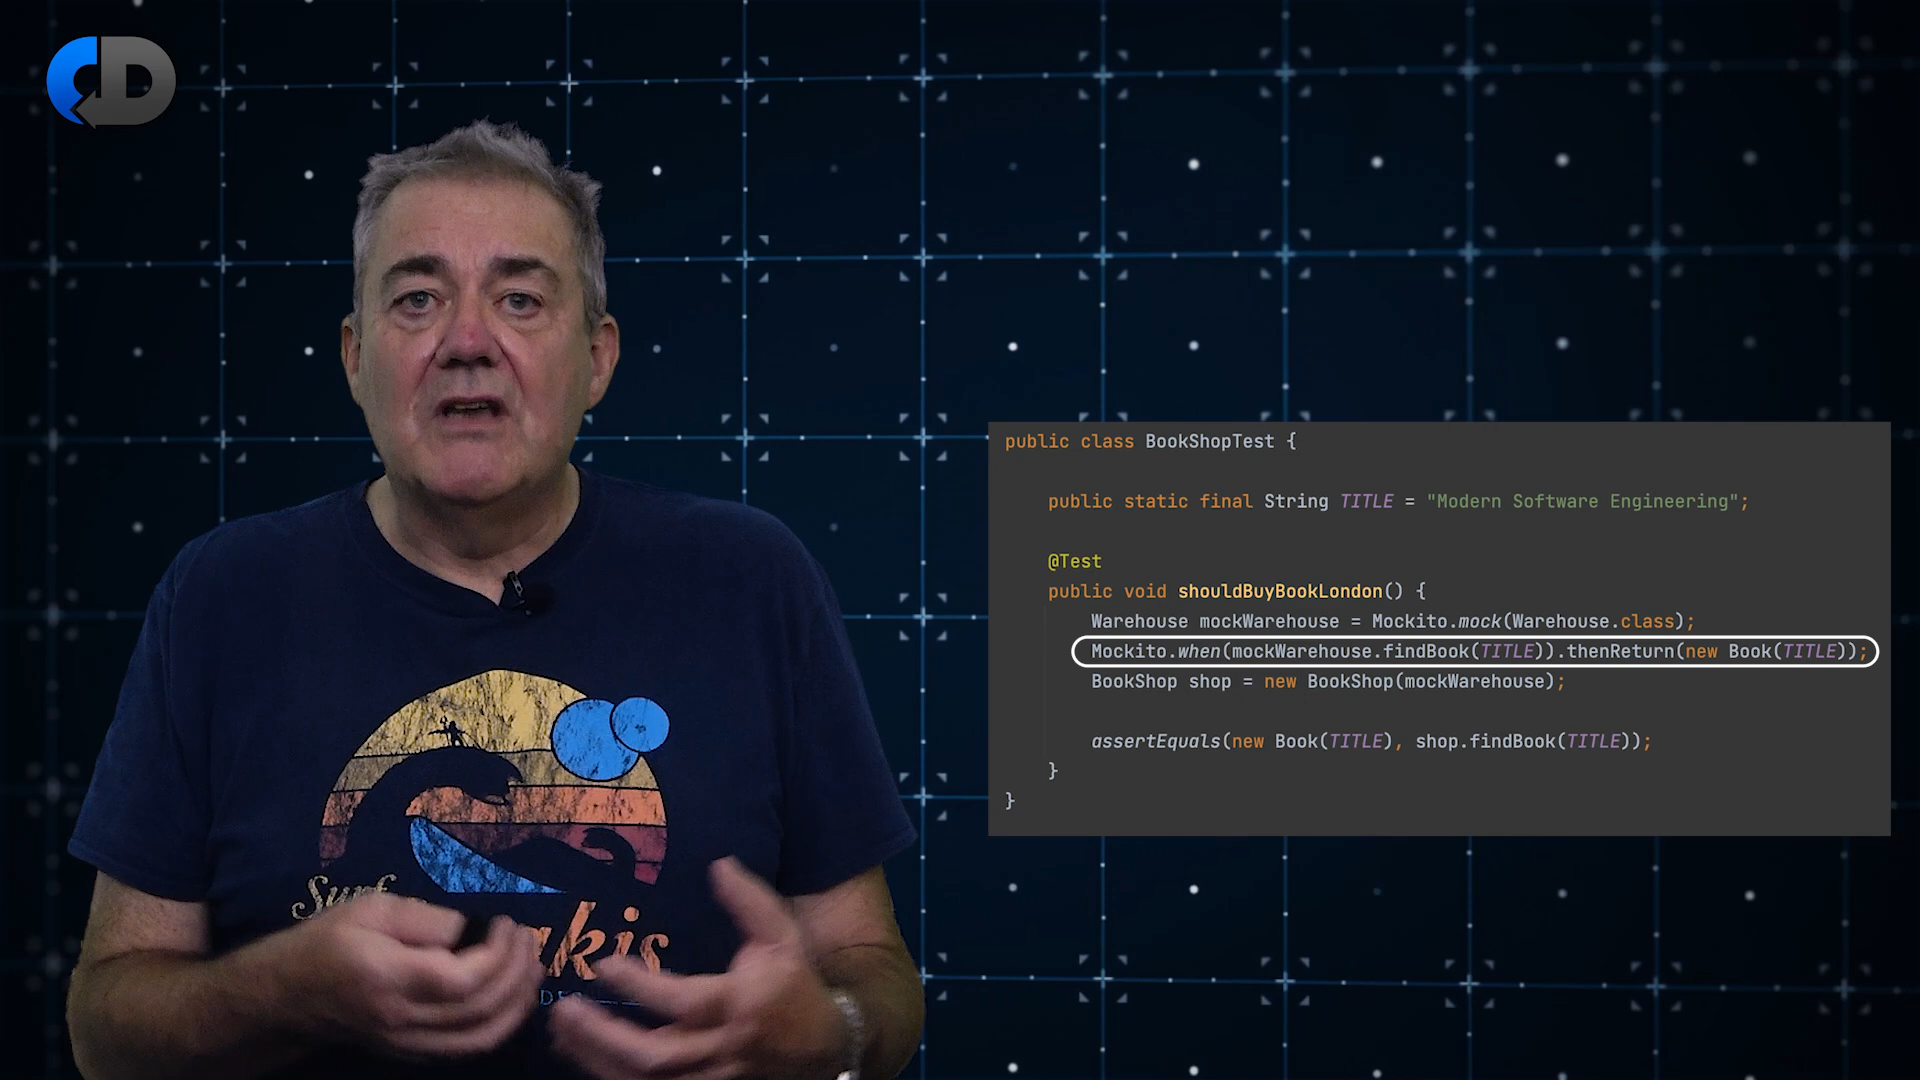 CD
public class BookShopTest {
public static final String TITLE = "Modern Software Engineering";
@Test
public void shouldBuyBookLondon() {
Warehouse mockWarehouse = Mockito.mock(Warehouse.class);
Mockito.when(mockWarehouse.findBook(TITLE)).thenReturn(new Book(TITLE));
BookShop shop = new BookShop(mockWarehouse);
assertEquals(new Book(TITLE), shop.findBook(TITLE));
}
}
Surf